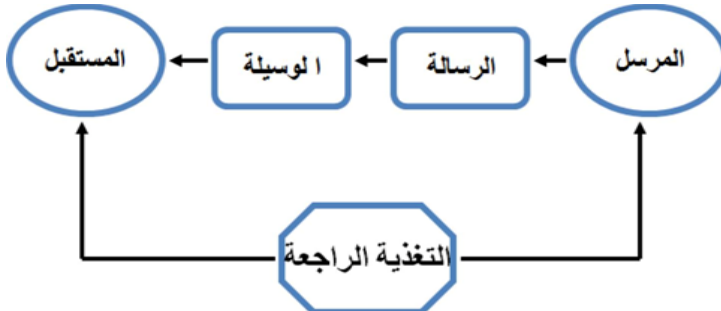 المرسل
الرسالة
ا لوسيلة
المستقبل
التغذية الراجعة